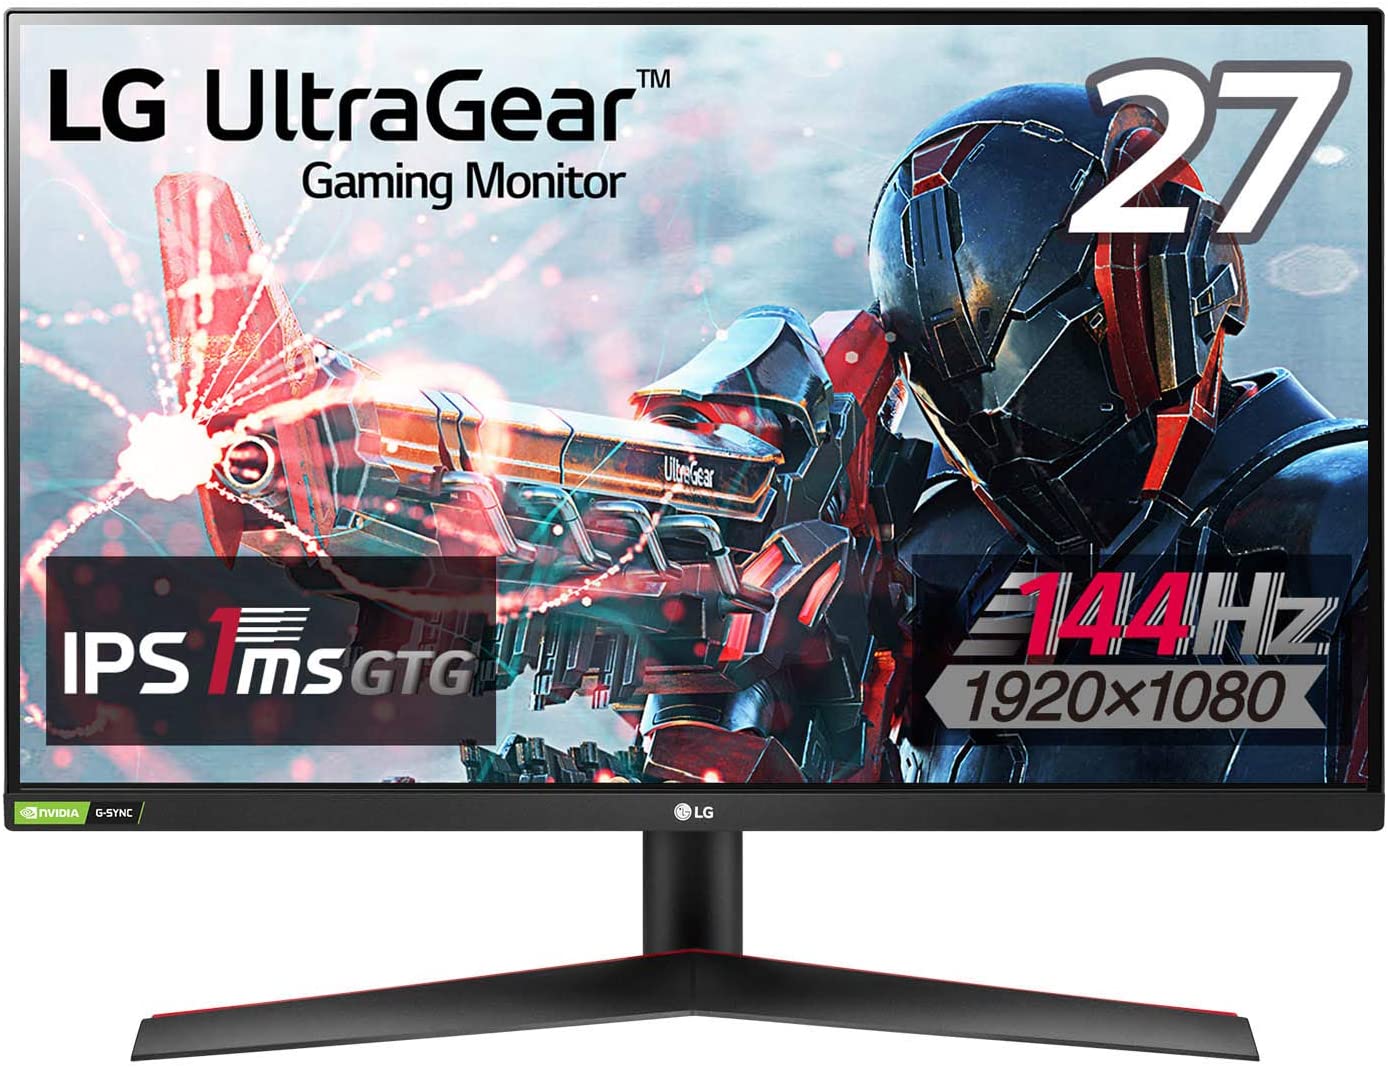 LG UltraGear™
Gaming Monitor
27
UltraGear
IPS 1ms GTG
144Hz
1920×1080
NVIDIA G-SYNC
LG